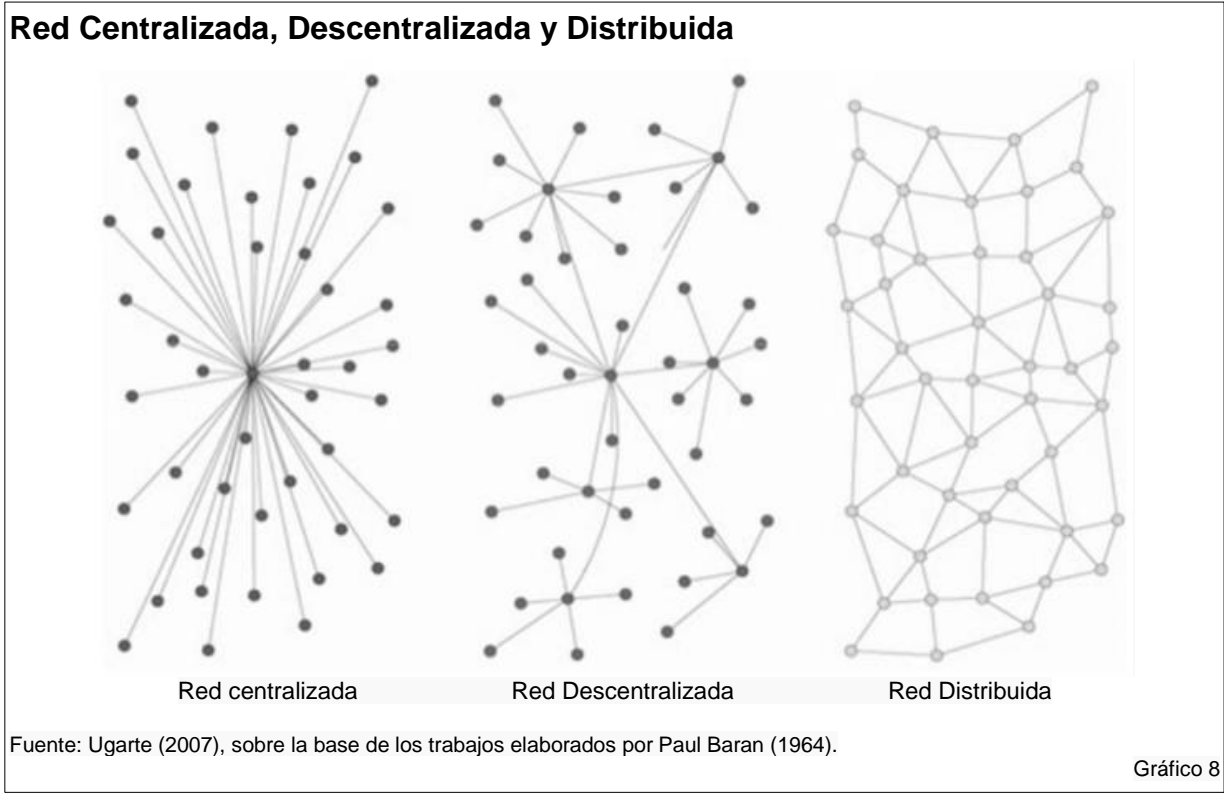 Red Centralizada, Descentralizada y Distribuida
Red centralizada
Red Descentralizada
Red Distribuida
Fuente: Ugarte (2007), sobre la base de los trabajos elaborados por Paul Baran (1964).
Gráfico 8